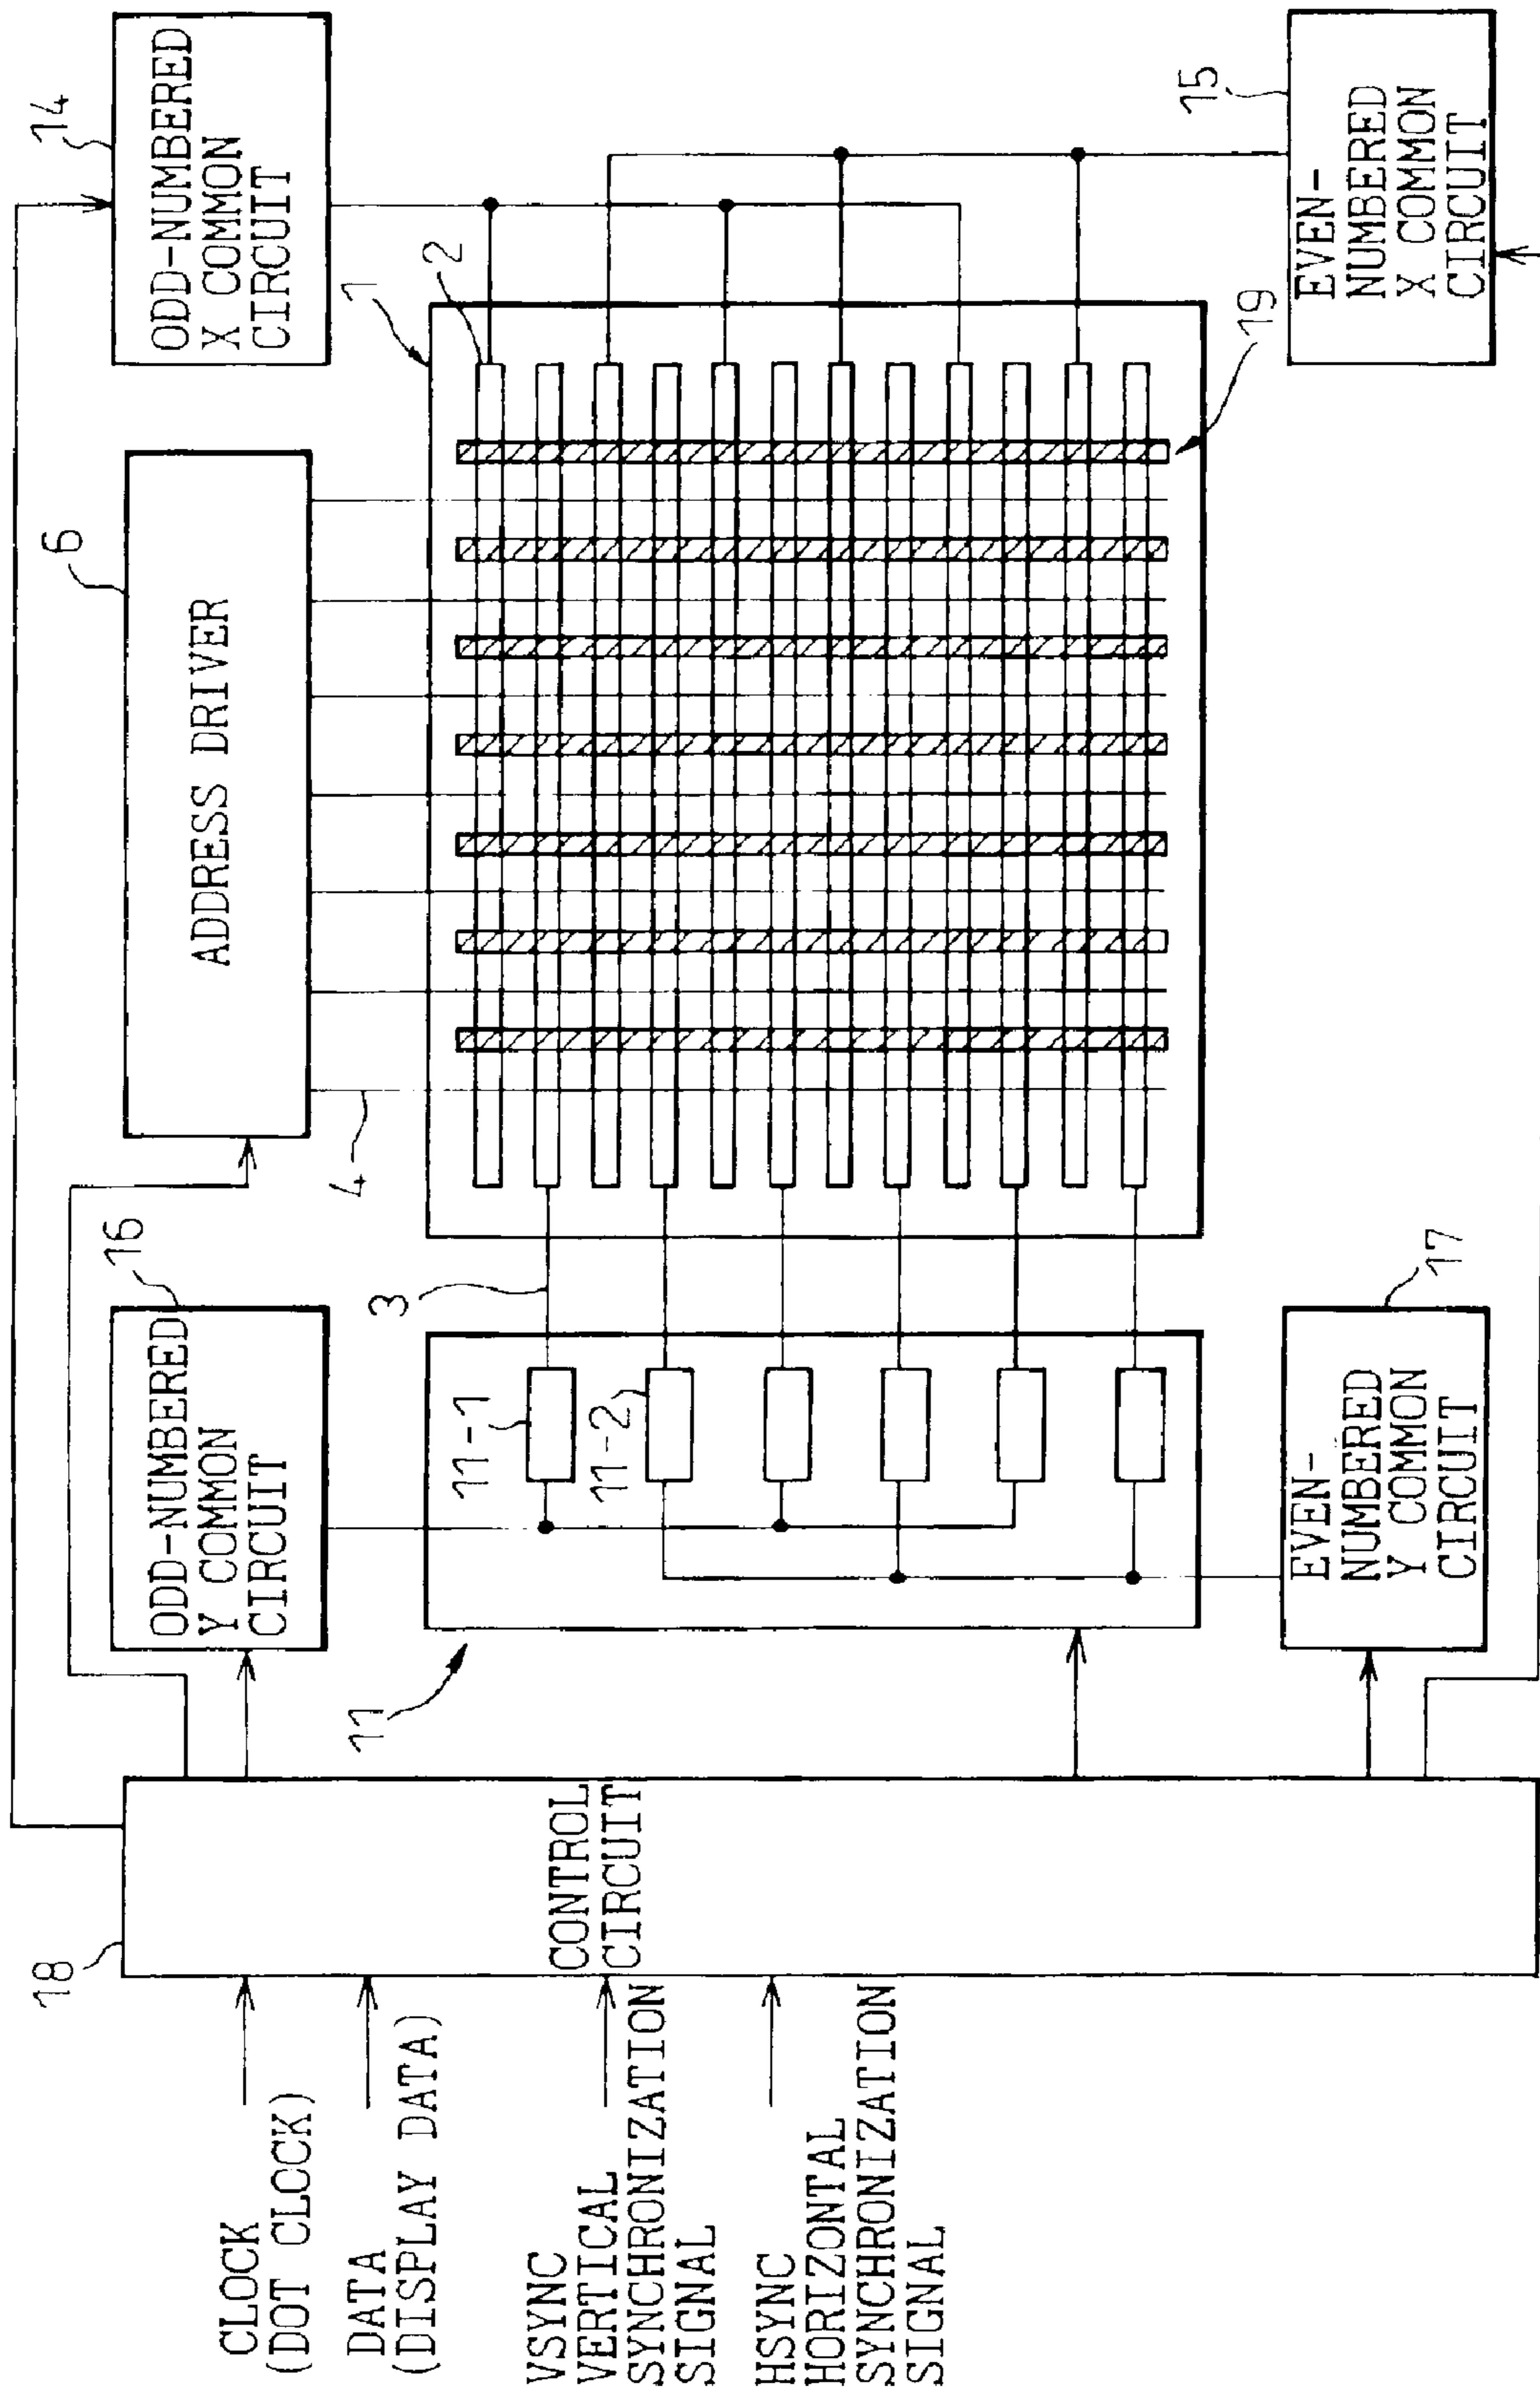 CLOCK
(DOT CLOCK)
DATA
(DISPLAY DATA)
VSYNC
VERTICAL
SYNCHRONIZATION
SIGNAL
HSYNC
HORIZONTAL
SYNCHRONIZATION
SIGNAL
18
CONTROL
CIRCUIT
16
ODD-NUMBERED
Y COMMON
CIRCUIT
11
11-1
11-2
3
17
EVEN-
NUMBERED
Y COMMON
CIRCUIT
6
ADDRESS DRIVER
4
1
2
19
14
ODD-NUMBERED
X COMMON
CIRCUIT
15
EVEN-
NUMBERED
X COMMON
CIRCUIT